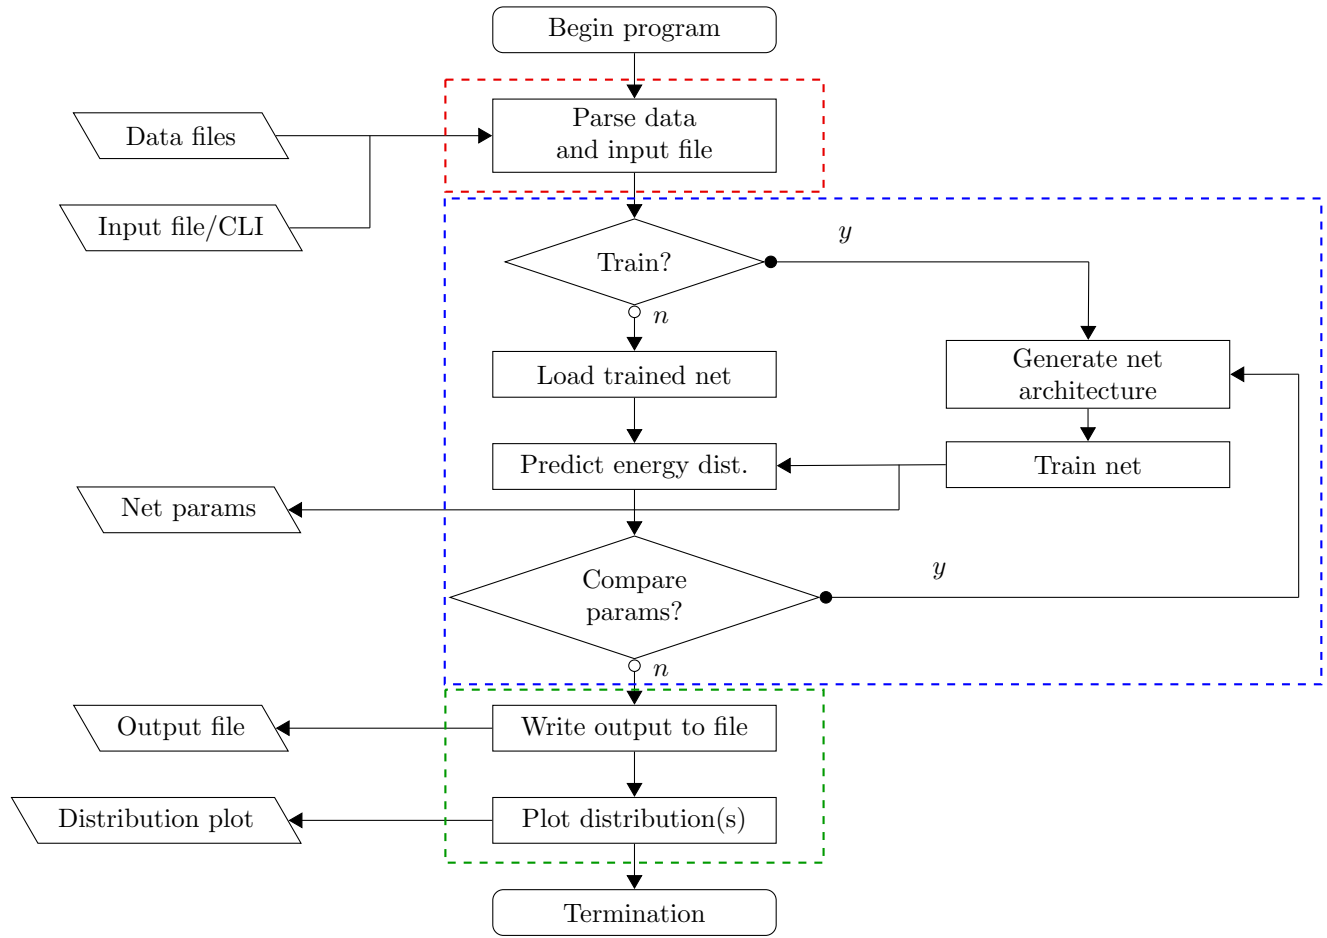 Begin program
Data files
Parse data
and input file
Input file/CLI
Train?
y
n
Load trained net
Generate net
architecture
Predict energy dist.
Train net
Net params
Compare
params?
y
n
Output file
Write output to file
Distribution plot
Plot distribution(s)
Termination